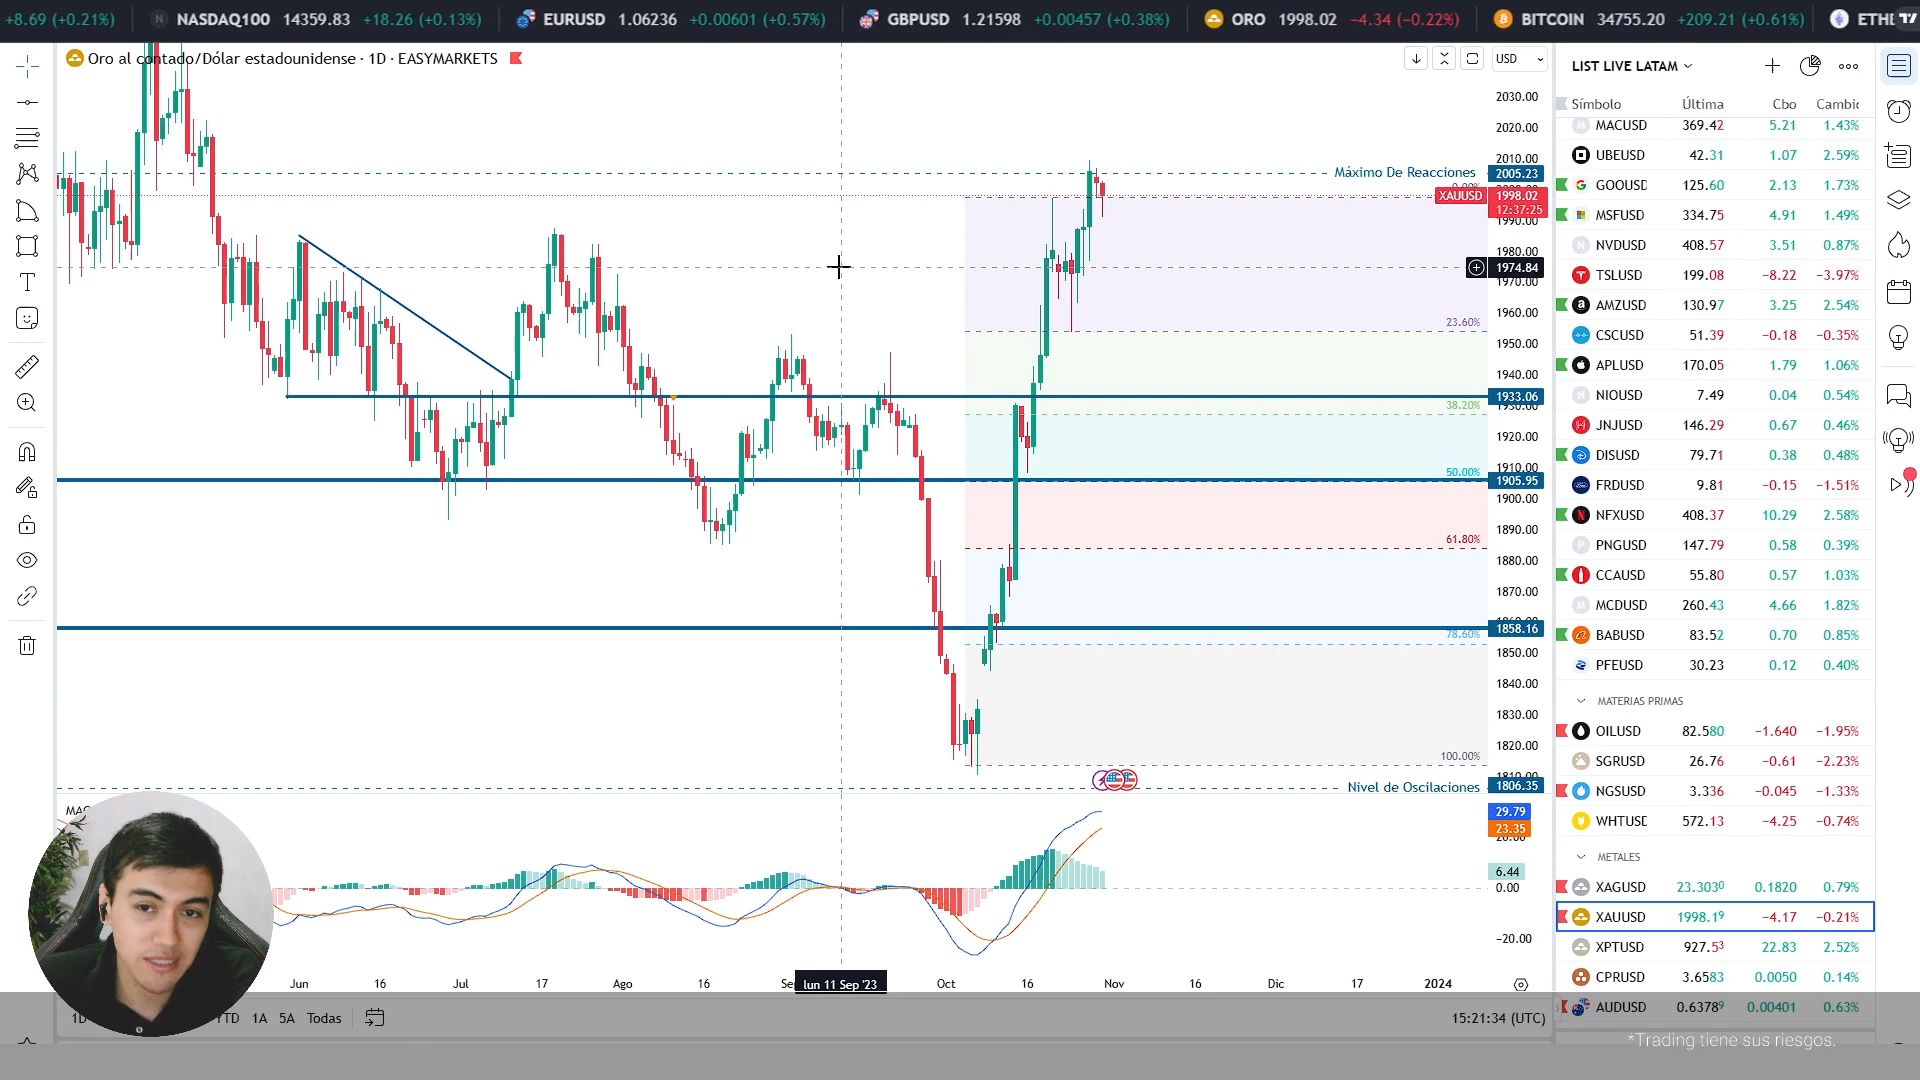 +8.69 (+0.21%) NASDAQ100 14359.83 +18.26 (+0.13%) EURUSD 1.06236 +0.00601 (+0.57%) GBPUSD 1.21598 +0.00457 (+0.38%) ORO 1998.02 −4.34 (−0.22%) BITCOIN 34755.20 +209.21 (+0.61%) ETHE
Oro al contado/Dólar estadounidense · 1D · EASYMARKETS
USD
2030.00
2020.00
2010.00
Máximo De Reacciones 2005.23
XAUUSD 1998.02
12:37:25
1990.00
1980.00
1974.84
1970.00
1960.00
23.60%
1950.00
1940.00
1933.06
38.20%
1920.00
1910.00
50.00%
1905.95
1900.00
61.80%
1890.00
1880.00
1870.00
1858.16
78.60%
1850.00
1840.00
1830.00
1820.00
100.00%
Nivel de Oscilaciones 1806.35
29.79
23.35
6.44
0.00
−20.00
Jun 16 Jul 17 Ago 16 lun 11 Sep '23 Oct 16 Nov 16 Dic 17 2024
YTD 1A 5A Todas
15:21:34 (UTC)
LIST LIVE LATAM
Símbolo Última Cbo Cambic
MACUSD 369.42 5.21 1.43%
UBEUSD 42.31 1.07 2.59%
GOOUSD 125.60 2.13 1.73%
MSFUSD 334.75 4.91 1.49%
NVDUSD 408.57 3.51 0.87%
TSLUSD 199.08 −8.22 −3.97%
AMZUSD 130.97 3.25 2.54%
CSCUSD 51.39 −0.18 −0.35%
APLUSD 170.05 1.79 1.06%
NIOUSD 7.49 0.04 0.54%
JNJUSD 146.29 0.67 0.46%
DISUSD 79.71 0.38 0.48%
FRDUSD 9.81 −0.15 −1.51%
NFXUSD 408.37 10.29 2.58%
PNGUSD 147.79 0.58 0.39%
CCAUSD 55.80 0.57 1.03%
MCDUSD 260.43 4.66 1.82%
BABUSD 83.52 0.70 0.85%
PFEUSD 30.23 0.12 0.40%
MATERIAS PRIMAS
OILUSD 82.580 −1.640 −1.95%
SGRUSD 26.76 −0.61 −2.23%
NGSUSD 3.336 −0.045 −1.33%
WHTUSD 572.13 −4.25 −0.74%
METALES
XAGUSD 23.3030 0.1820 0.79%
XAUUSD 1998.19 −4.17 −0.21%
XPTUSD 927.53 22.83 2.52%
CPRUSD 3.6583 0.0050 0.14%
AUDUSD 0.63789 0.00401 0.63%
*Trading tiene sus riesgos.